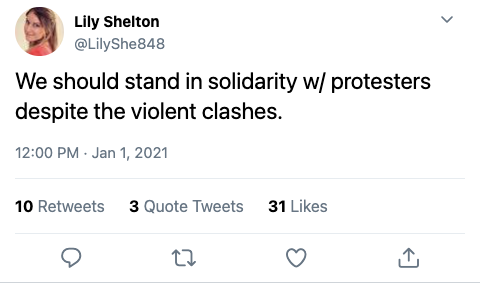 Lily Shelton
@LilyShe848
We should stand in solidarity w/ protesters
despite the violent clashes.
12:00 PM · Jan 1, 2021
10 Retweets 3 Quote Tweets 31 Likes